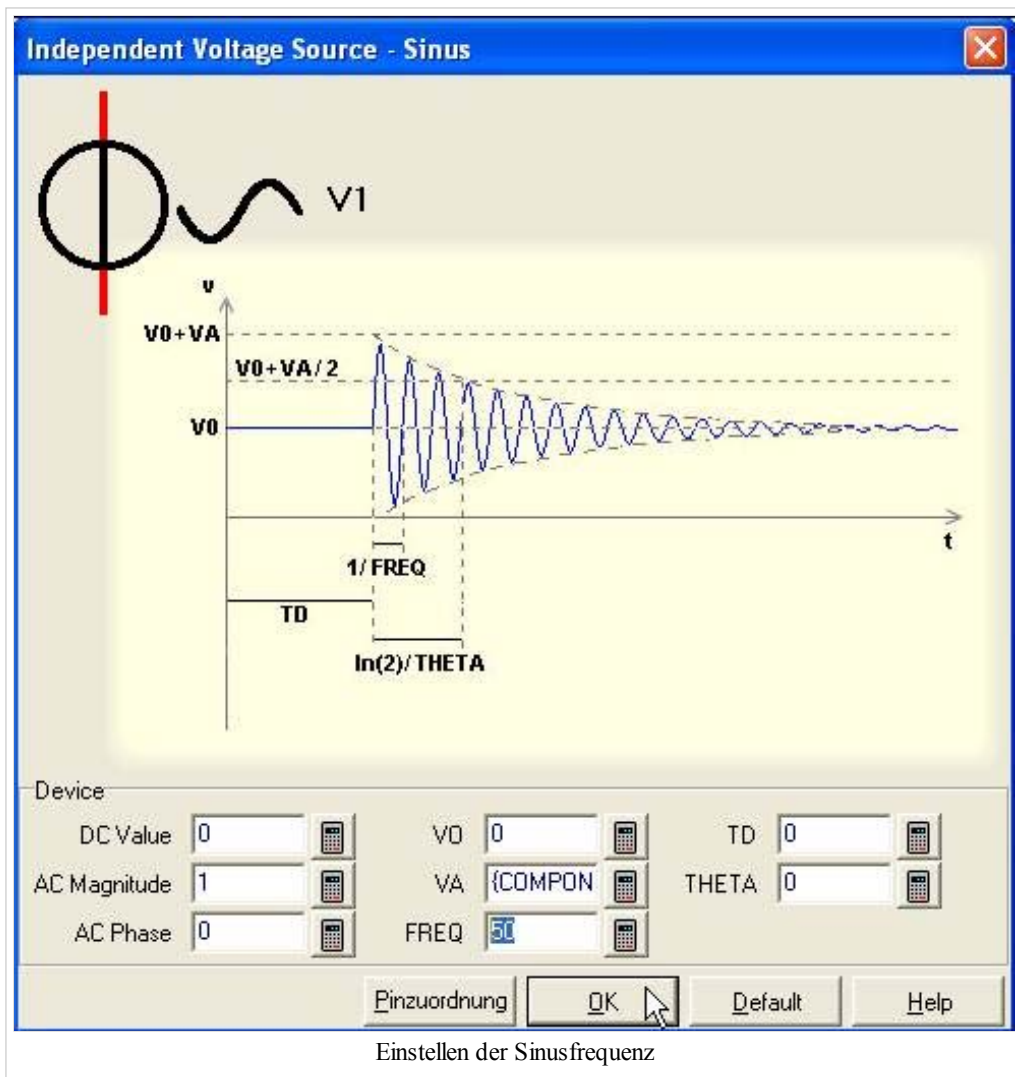 Independent Voltage Source - Sinus
V1
v
V0+VA
V0+VA/2
V0
t
1/FREQ
TD
ln(2)/THETA
Device
DC Value 0 VO 0 TD 0
AC Magnitude 1 VA {COMPON THETA 0
AC Phase 0 FREQ 50
Pinzuordnung OK Default Help
Einstellen der Sinusfrequenz